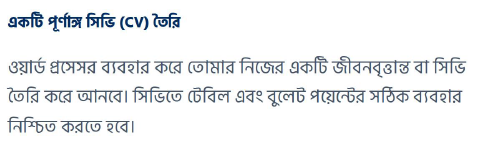 একটি পূর্ণাঙ্গ সিভি (CV) তৈরি
ওয়ার্ড প্রসেসর ব্যবহার করে তোমার নিজের একটি জীবনবৃত্তান্ত বা সিভি
তৈরি করে আনবে। সিভিতে টেবিল এবং বুলেট পয়েন্টের সঠিক ব্যবহার
নিশ্চিত করতে হবে।